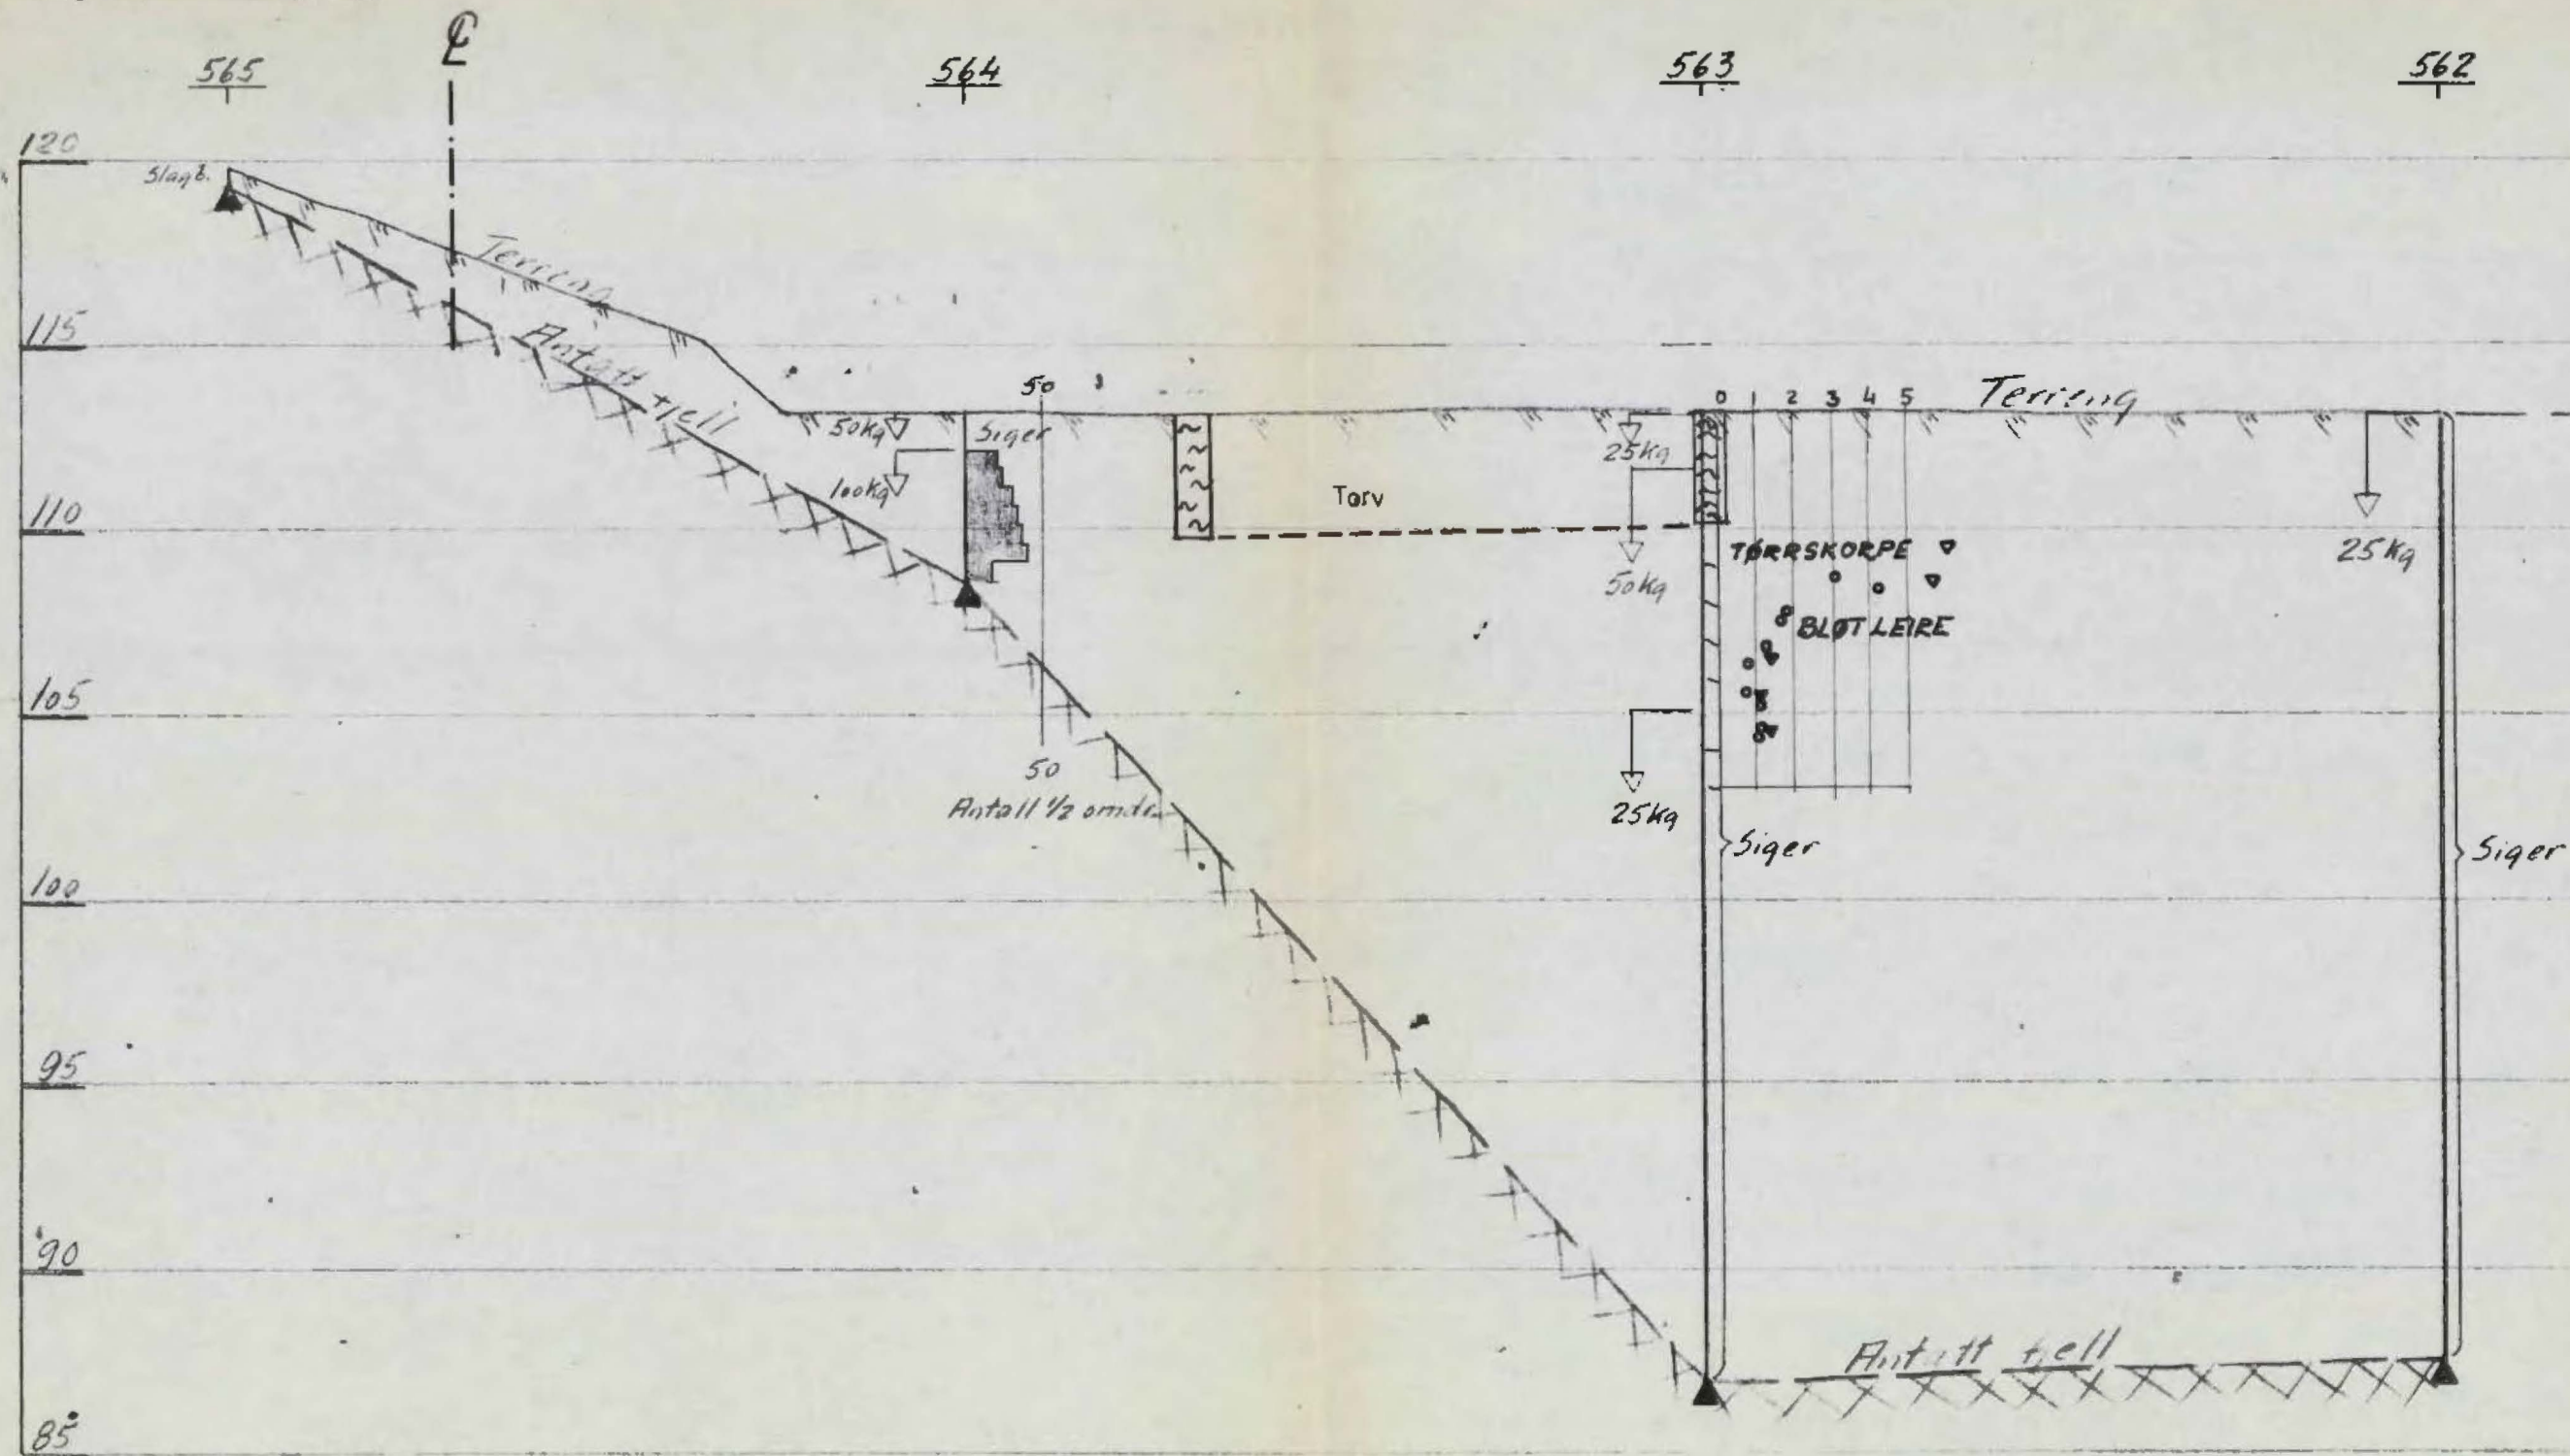 ℄
565
564
563
562
120
Slagb.
Terreng
115
Antatt fjell
50
0 1 2 3 4 5
Terreng
50kg
Siger
25kg
100kg
Torv
110
TØRRSKORPE
25kg
50kg
BLØT LEIRE
105
50
Antall 1/2 omdr.
25kg
Siger
Siger
100
95
90
Antatt fjell
85